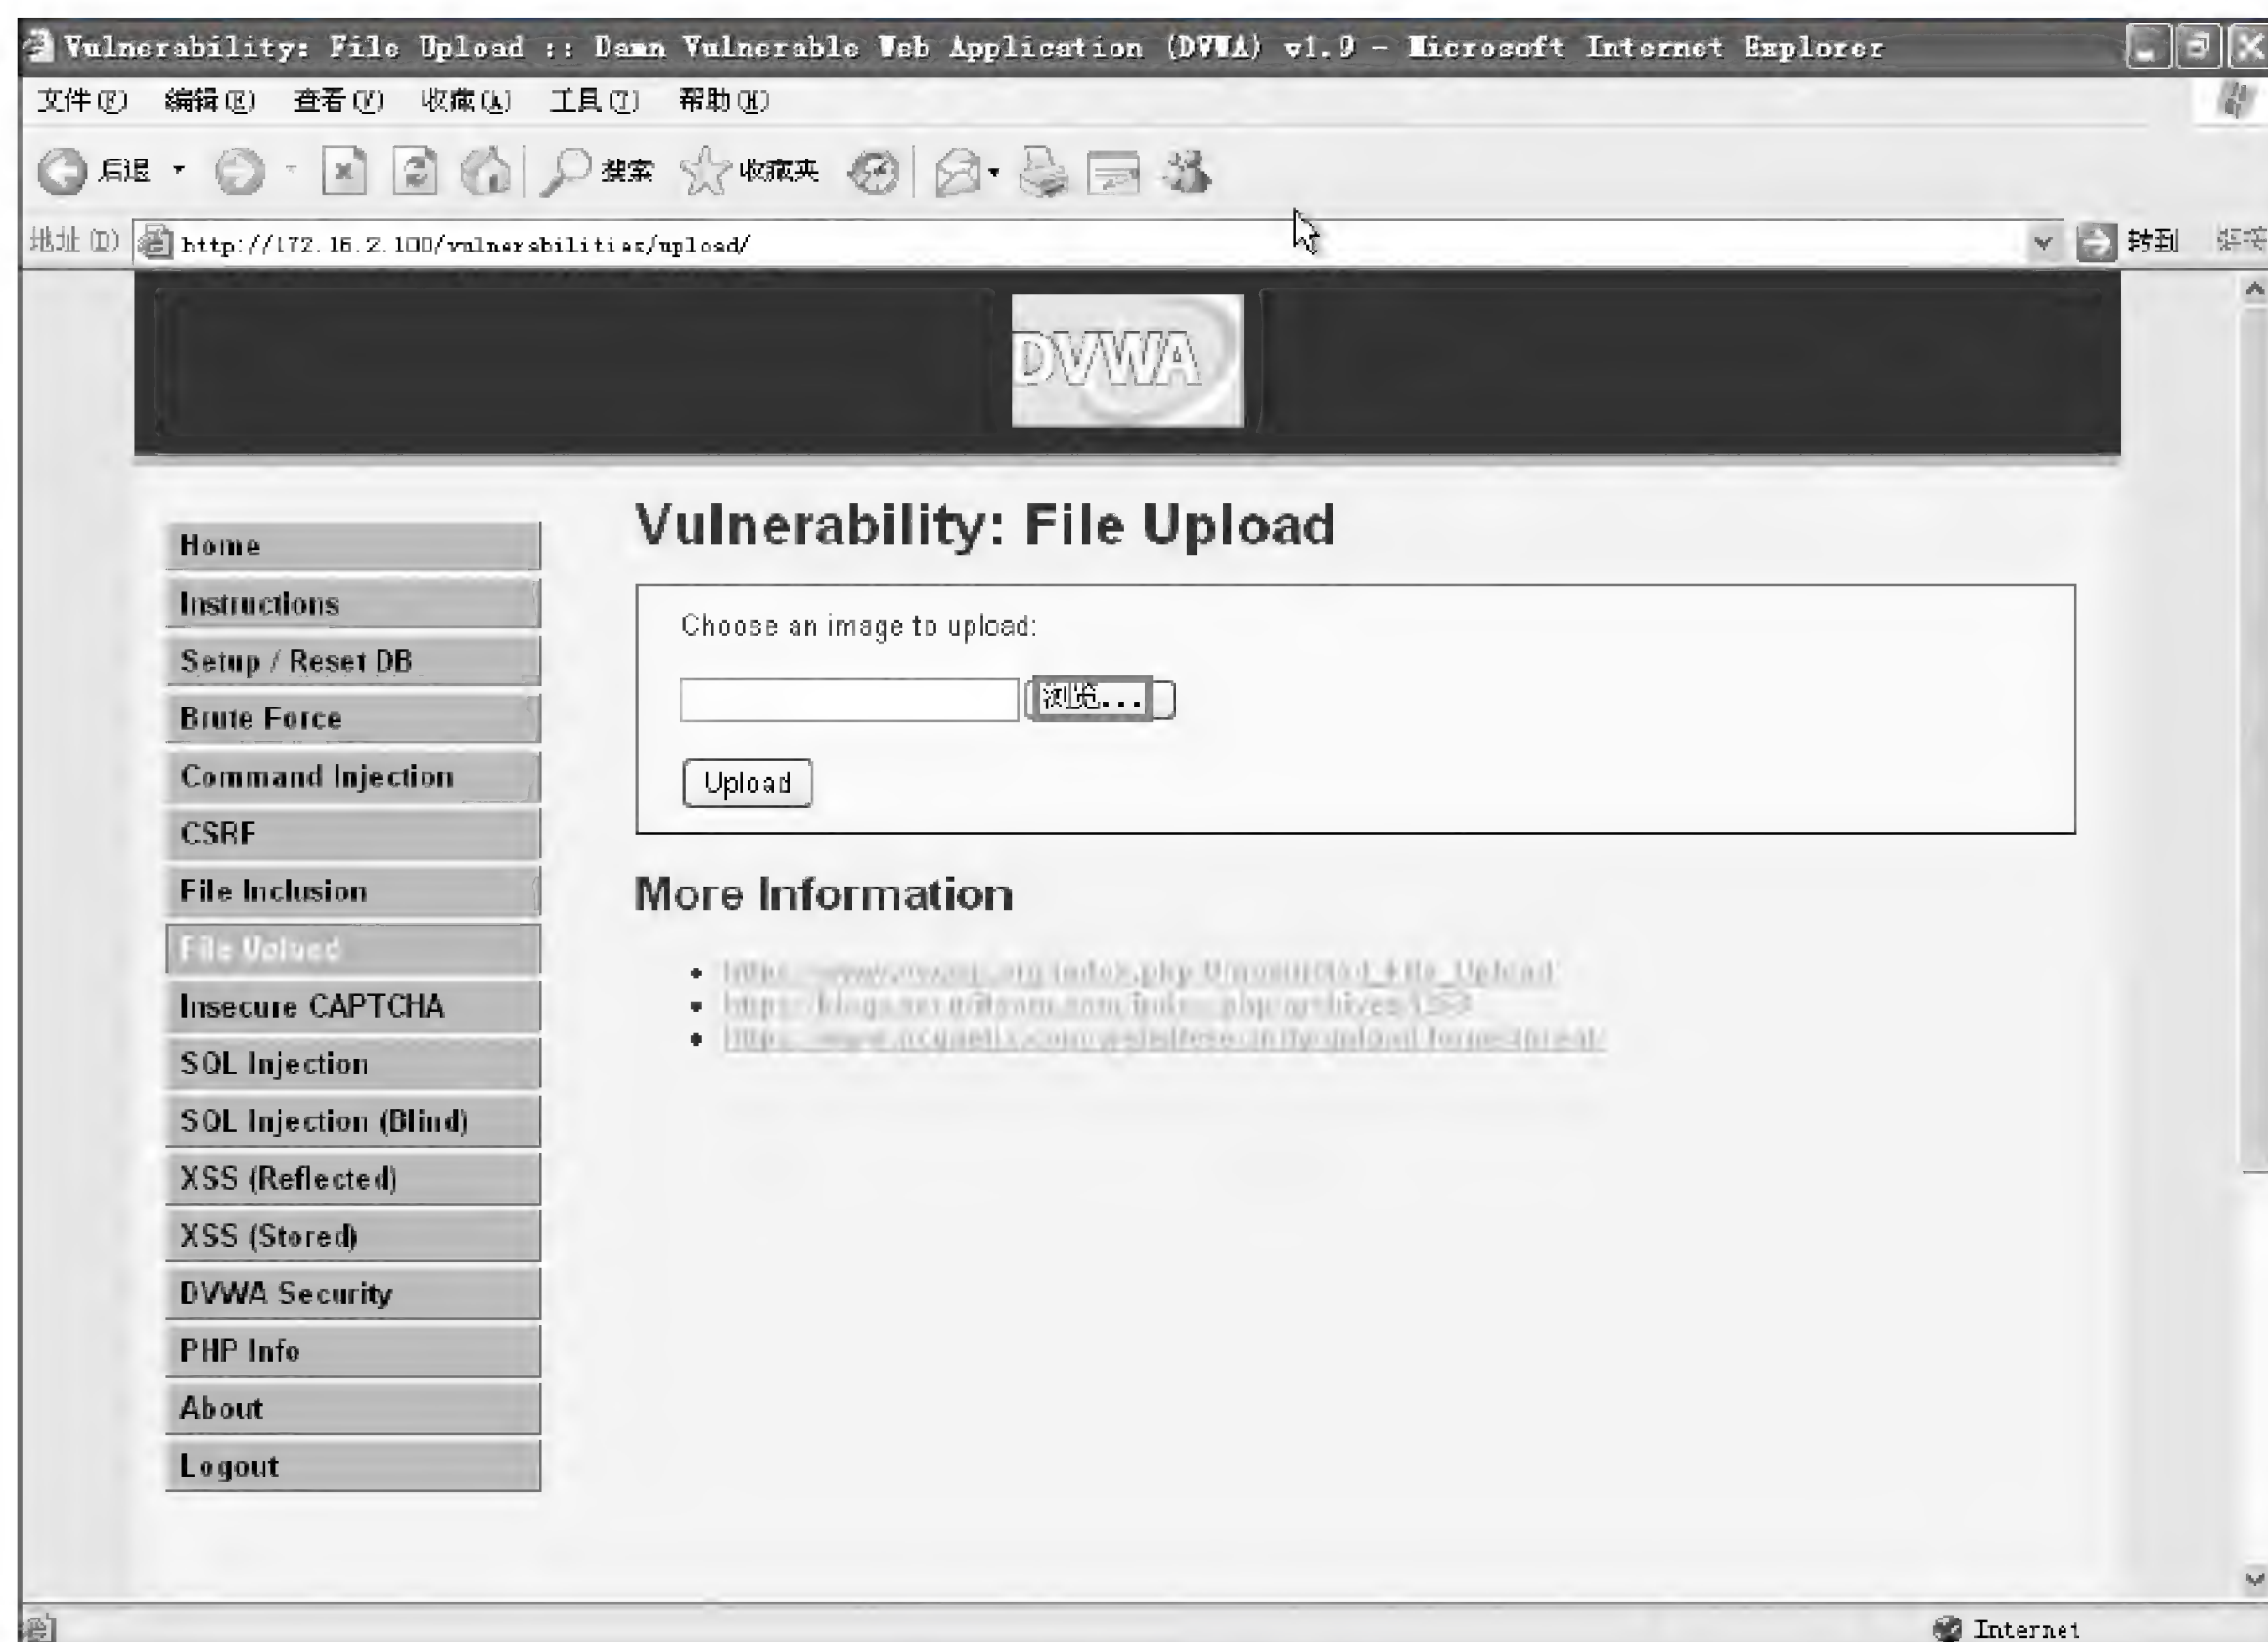 Vulnerability: File Upload :: Damn Vulnerable Web Application (DVWA) v1.9 - Microsoft Internet Explorer
文件(F) 编辑(E) 查看(V) 收藏(A) 工具(T) 帮助(H)
后退 搜索 收藏夹
地址(D) http://172.16.2.100/vulnerabilities/upload/ 转到
DVWA
Vulnerability: File Upload
Home
Instructions
Setup / Reset DB
Brute Force
Command Injection
CSRF
File Inclusion
File Upload
Insecure CAPTCHA
SQL Injection
SQL Injection (Blind)
XSS (Reflected)
XSS (Stored)
DVWA Security
PHP Info
About
Logout
Choose an image to upload:
浏览...
Upload
More Information
Internet